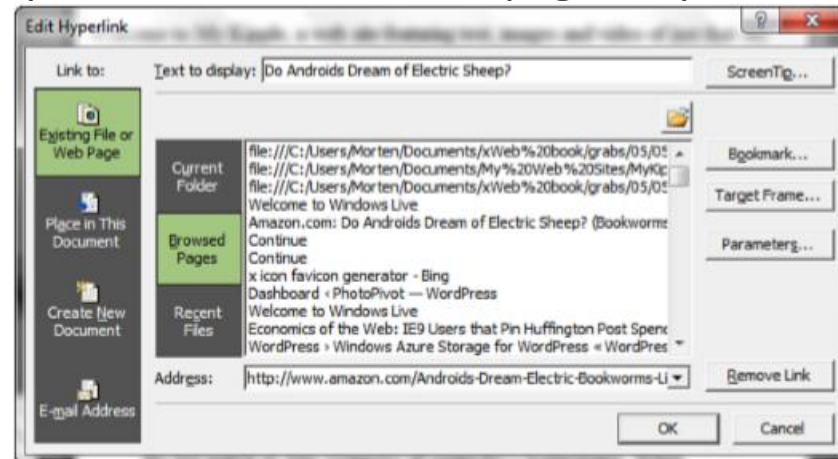 Edit Hyperlink
Link to:
Text to display: Do Androids Dream of Electric Sheep?
ScreenTip...
Existing File or
Web Page
Place in This
Document
Create New
Document
E-mail Address
Current
Folder
Browsed
Pages
Recent
Files
file:///C:/Users/Morten/Documents/xWeb%20book/grabs/05/05
file:///C:/Users/Morten/Documents/My%20Web%20Sites/MyKip
file:///C:/Users/Morten/Documents/xWeb%20book/grabs/05/05
Welcome to Windows Live
Amazon.com: Do Androids Dream of Electric Sheep? (Bookworms
Continue
Continue
x icon favicon generator - Bing
Dashboard ‹ PhotoPivot — WordPress
Welcome to Windows Live
Economics of the Web: IE9 Users that Pin Huffington Post Spend
WordPress › Windows Azure Storage for WordPress « WordPres
Bookmark...
Target Frame...
Parameters...
Address: http://www.amazon.com/Androids-Dream-Electric-Bookworms-Li
Remove Link
OK
Cancel